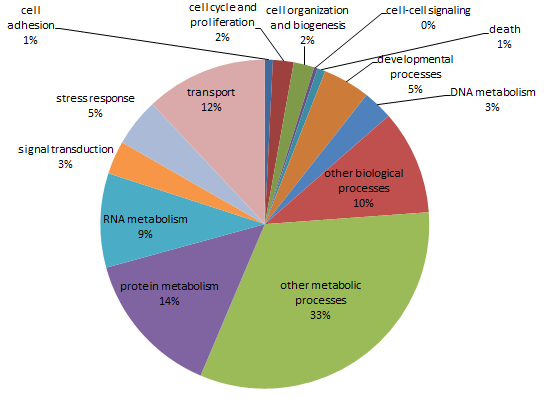 cell
adhesion
1%
cell cycle and
proliferation
2%
cell organization
and biogenesis
2%
cell-cell signaling
0%
death
1%
developmental
processes
5%
DNA metabolism
3%
other biological
processes
10%
other metabolic
processes
33%
protein metabolism
14%
RNA metabolism
9%
signal transduction
3%
stress response
5%
transport
12%